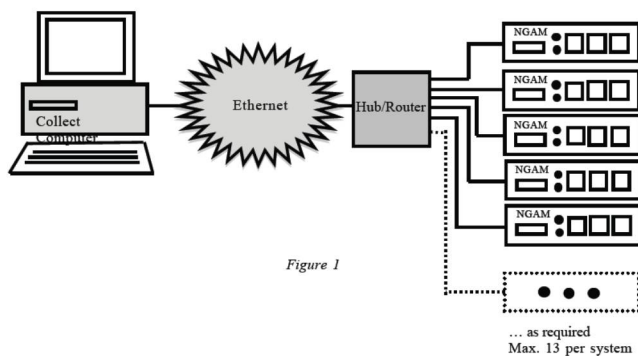 NGAM
NGAM
NGAM
NGAM
NGAM
Collect
Computer
Ethernet
Hub/Router
Figure 1
... as required
Max. 13 per system